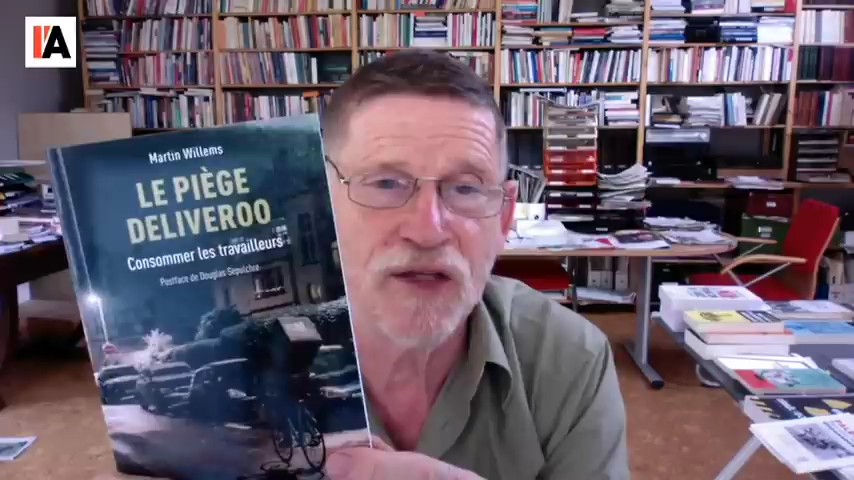 IA
Martin Willems
LE PIÈGE
DELIVEROO
Consommer les travailleurs
Postface de Douglas Sepulchre